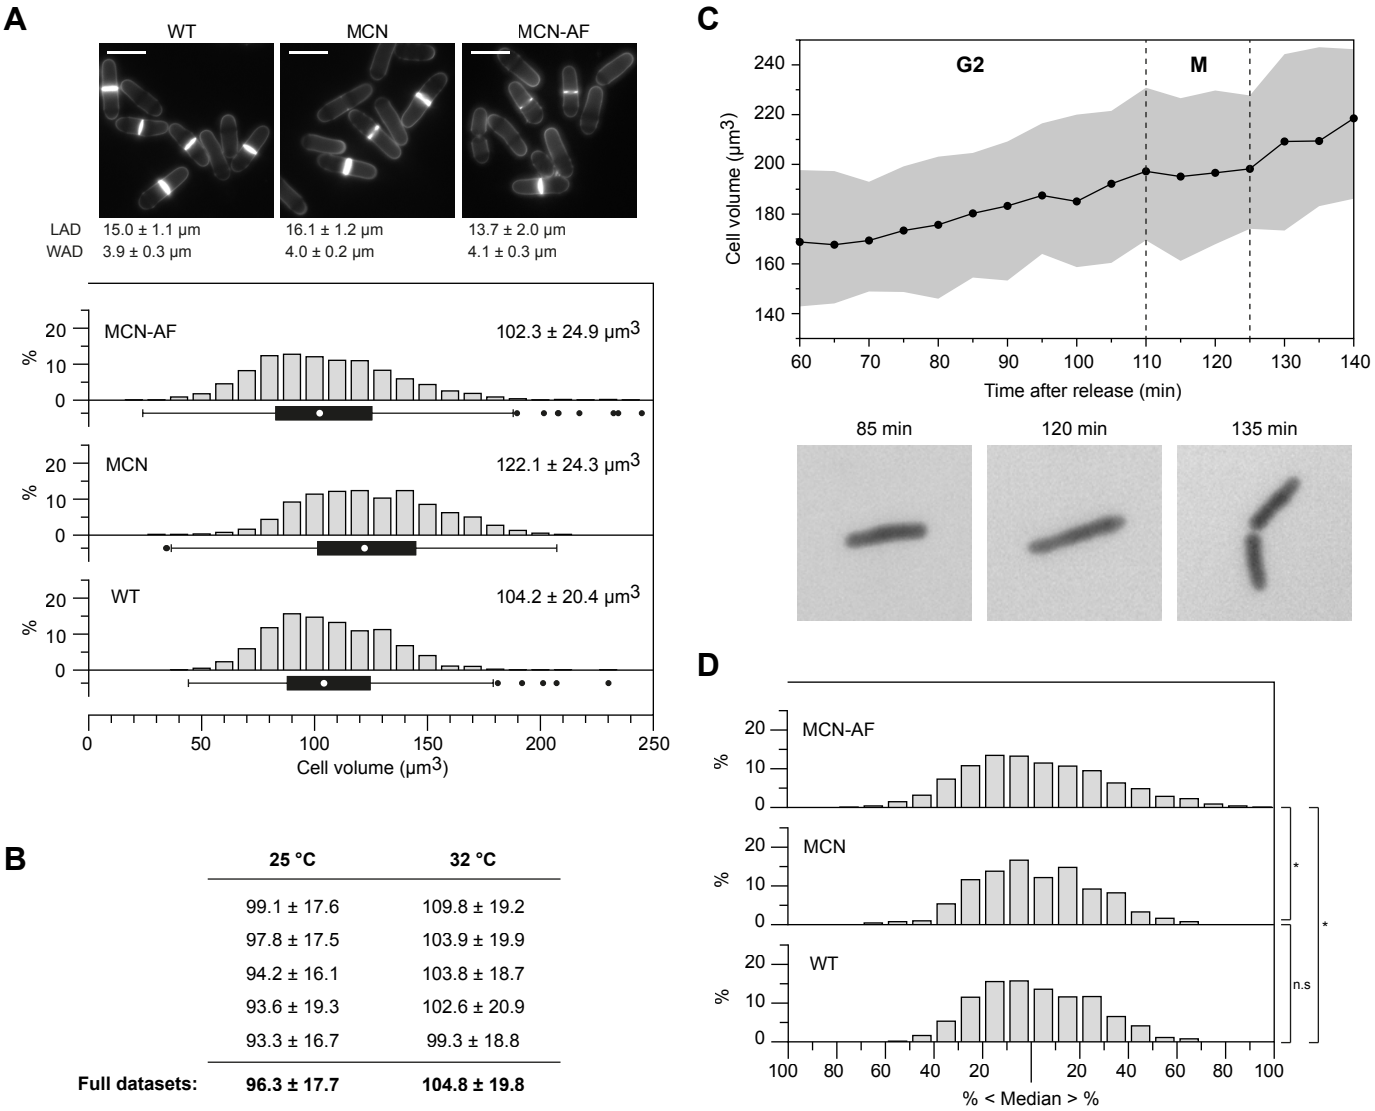 A
WT MCN MCN-AF
LAD 15.0 ± 1.1 µm 16.1 ± 1.2 µm 13.7 ± 2.0 µm
WAD 3.9 ± 0.3 µm 4.0 ± 0.2 µm 4.1 ± 0.3 µm
MCN-AF 102.3 ± 24.9 µm3
%
20
10
0
MCN 122.1 ± 24.3 µm3
%
20
10
0
WT 104.2 ± 20.4 µm3
%
20
10
0
0 50 100 150 200 250
Cell volume (µm3)
B
25 °C 32 °C
99.1 ± 17.6 109.8 ± 19.2
97.8 ± 17.5 103.9 ± 19.9
94.2 ± 16.1 103.8 ± 18.7
93.6 ± 19.3 102.6 ± 20.9
93.3 ± 16.7 99.3 ± 18.8
Full datasets: 96.3 ± 17.7 104.8 ± 19.8
C
G2 M
Cell volume (µm3)
240
220
200
180
160
140
60 70 80 90 100 110 120 130 140
Time after release (min)
85 min 120 min 135 min
D
MCN-AF
%
20
10
0
MCN
%
20
10
0
WT
%
20
10
0
*
*
n.s
100 80 60 40 20 20 40 60 80 100
% < Median > %